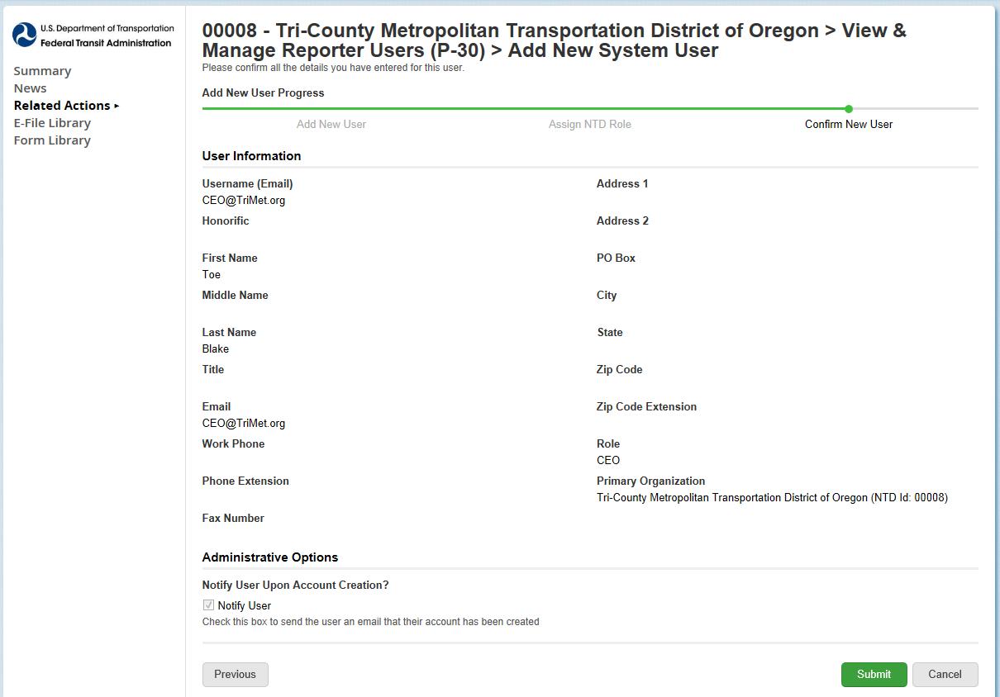 U.S. Department of Transportation
Federal Transit Administration
Summary
News
Related Actions ▸
E-File Library
Form Library
00008 - Tri-County Metropolitan Transportation District of Oregon > View &
Manage Reporter Users (P-30) > Add New System User
Please confirm all the details you have entered for this user.
Add New User Progress
Add New User
Assign NTD Role
Confirm New User
User Information
Username (Email)
CEO@TriMet.org
Honorific
First Name
Toe
Middle Name
Last Name
Blake
Title
Email
CEO@TriMet.org
Work Phone
Phone Extension
Fax Number
Address 1
Address 2
PO Box
City
State
Zip Code
Zip Code Extension
Role
CEO
Primary Organization
Tri-County Metropolitan Transportation District of Oregon (NTD Id: 00008)
Administrative Options
Notify User Upon Account Creation?
Notify User
Check this box to send the user an email that their account has been created
Previous
Submit
Cancel